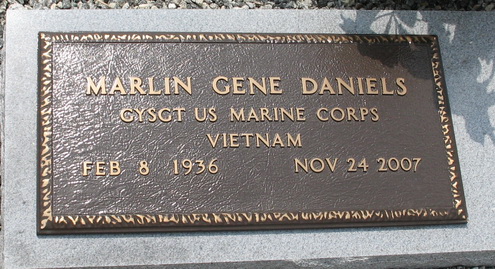 MARLIN GENE DANIELS
GYSGT US MARINE CORPS
VIETNAM
FEB 8 1936 NOV 24 2007